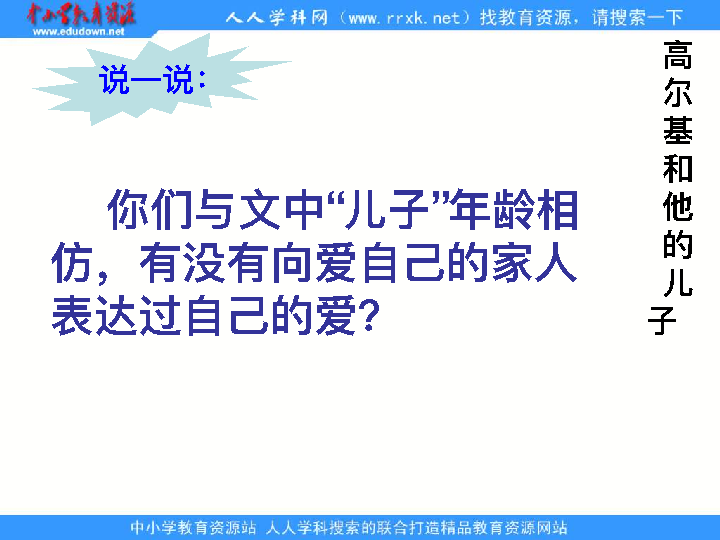 中小学教育资源
www.edudown.net
人人学科网（www.rrxk.net）找教育资源，请搜索一下
说一说：
你们与文中“儿子”年龄相
仿，有没有向爱自己的家人
表达过自己的爱？
高尔基和他的儿子
中小学教育资源站 人人学科搜索的联合打造精品教育资源网站